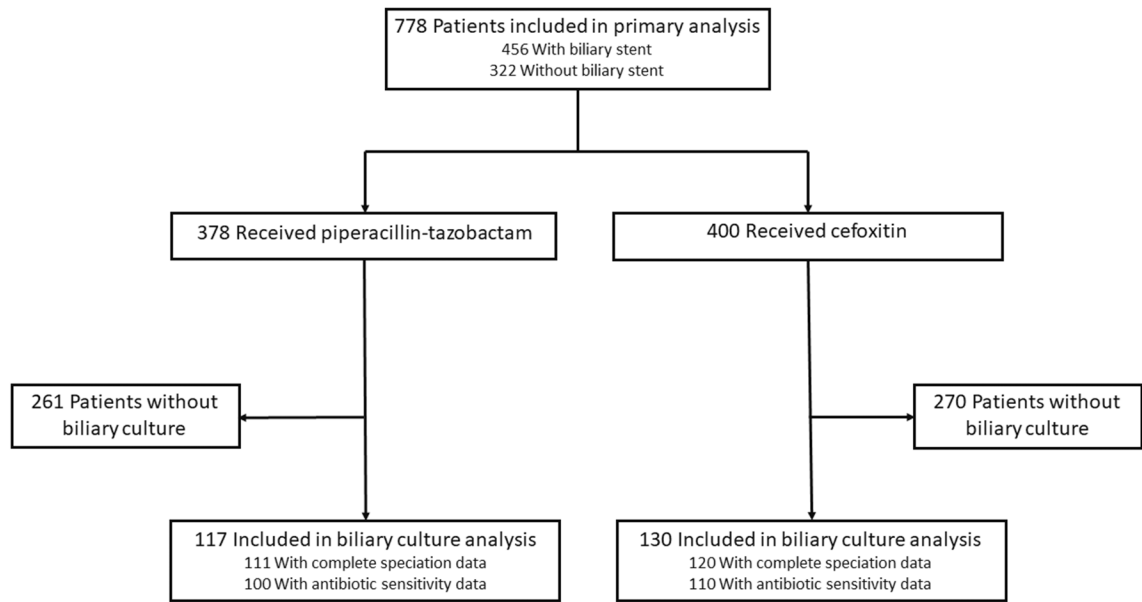 778 Patients included in primary analysis
456 With biliary stent
322 Without biliary stent
378 Received piperacillin-tazobactam
400 Received cefoxitin
261 Patients without
biliary culture
270 Patients without
biliary culture
117 Included in biliary culture analysis
111 With complete speciation data
100 With antibiotic sensitivity data
130 Included in biliary culture analysis
120 With complete speciation data
110 With antibiotic sensitivity data